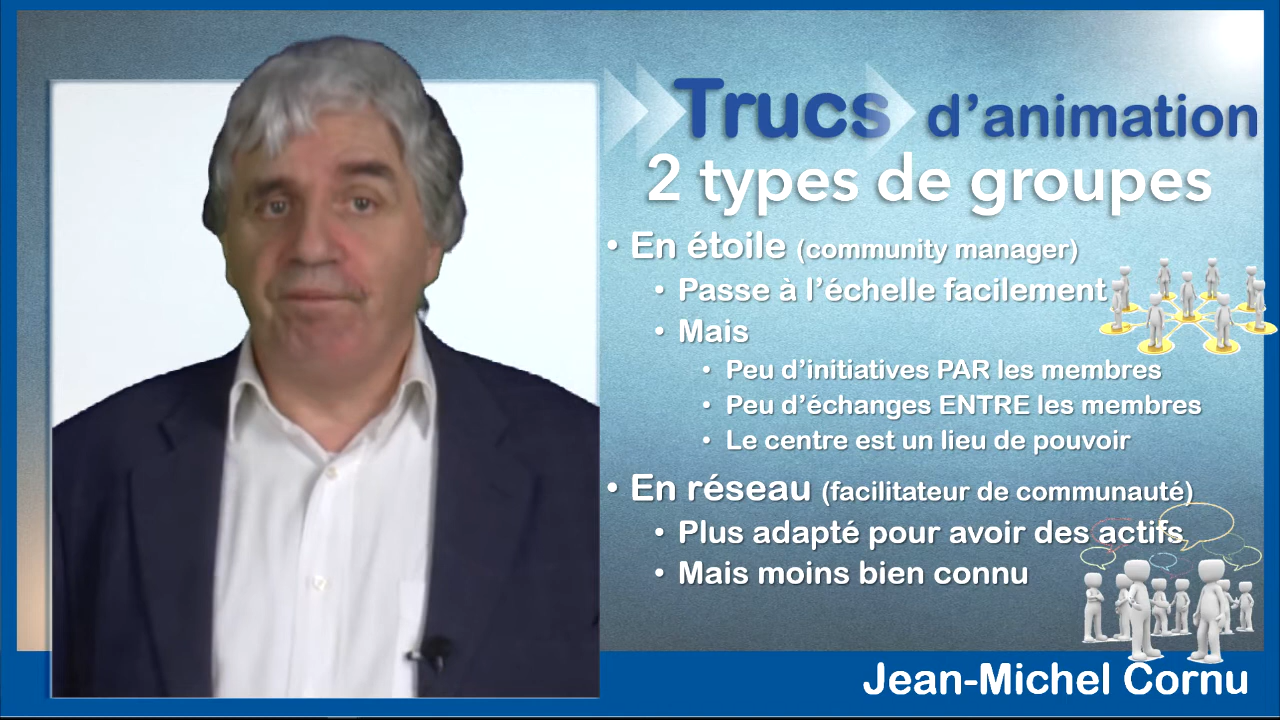 Trucs d'animation
2 types de groupes
• En étoile (community manager)
• Passe à l'échelle facilement
• Mais
• Peu d'initiatives PAR les membres
• Peu d'échanges ENTRE les membres
• Le centre est un lieu de pouvoir
• En réseau (facilitateur de communauté)
• Plus adapté pour avoir des actifs
• Mais moins bien connu
Jean-Michel Cornu